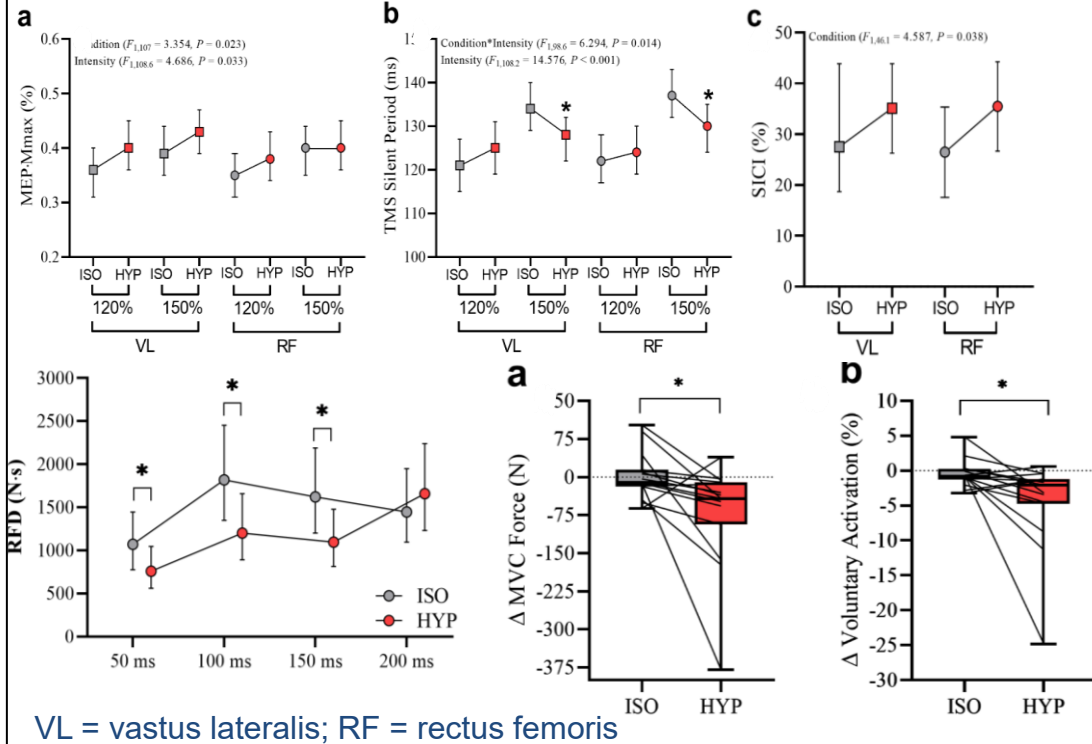 a
b
c
dition (F1,107 = 3.354, P = 0.023)
Intensity (F1,108.6 = 4.686, P = 0.033)
MEP·Mmax (%)
0.6
0.5
0.4
0.3
0.2
ISO HYP ISO HYP ISO HYP ISO HYP
120% 150% 120% 150%
VL RF
Condition*Intensity (F1,98.6 = 6.294, P = 0.014)
Intensity (F1,108.2 = 14.576, P < 0.001)
TMS Silent Period (ms)
140
130
120
110
100
* *
ISO HYP ISO HYP ISO HYP ISO HYP
120% 150% 120% 150%
VL RF
Condition (F1,46.1 = 4.587, P = 0.038)
SICI (%)
50
40
30
20
10
0
ISO HYP ISO HYP
VL RF
RFD (N·s)
3000
2500
2000
1500
1000
500
0
* * *
ISO
HYP
50 ms 100 ms 150 ms 200 ms
a
*
Δ MVC Force (N)
50
75
0
-75
-150
-225
-300
-375
ISO HYP
b
*
Δ Voluntary Activation (%)
10
5
0
-5
-10
-15
-20
-25
-30
ISO HYP
VL = vastus lateralis; RF = rectus femoris